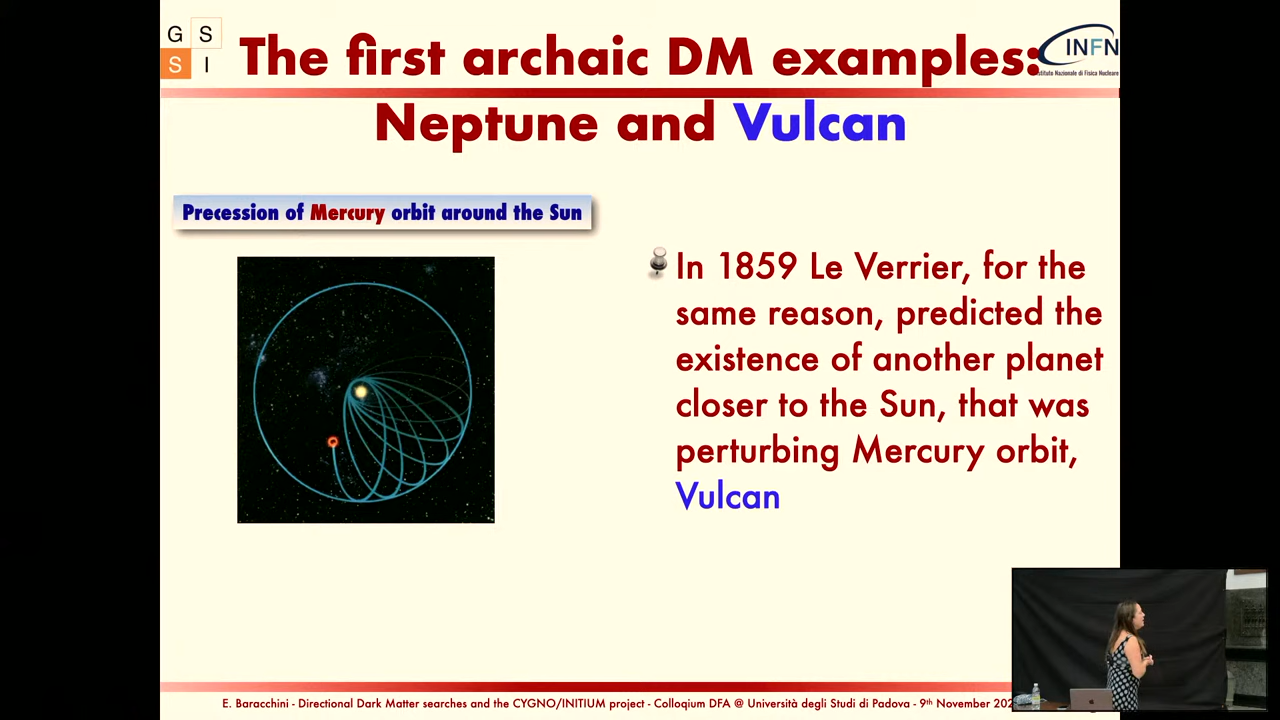 G S
S I
The first archaic DM examples:
INFN
Istituto Nazionale di Fisica Nucleare
Neptune and Vulcan
Precession of Mercury orbit around the Sun
In 1859 Le Verrier, for the
same reason, predicted the
existence of another planet
closer to the Sun, that was
perturbing Mercury orbit,
Vulcan
E. Baracchini - Directional Dark Matter searches and the CYGNO/INITIUM project - Colloqium DFA @ Università degli Studi di Padova - 9th November